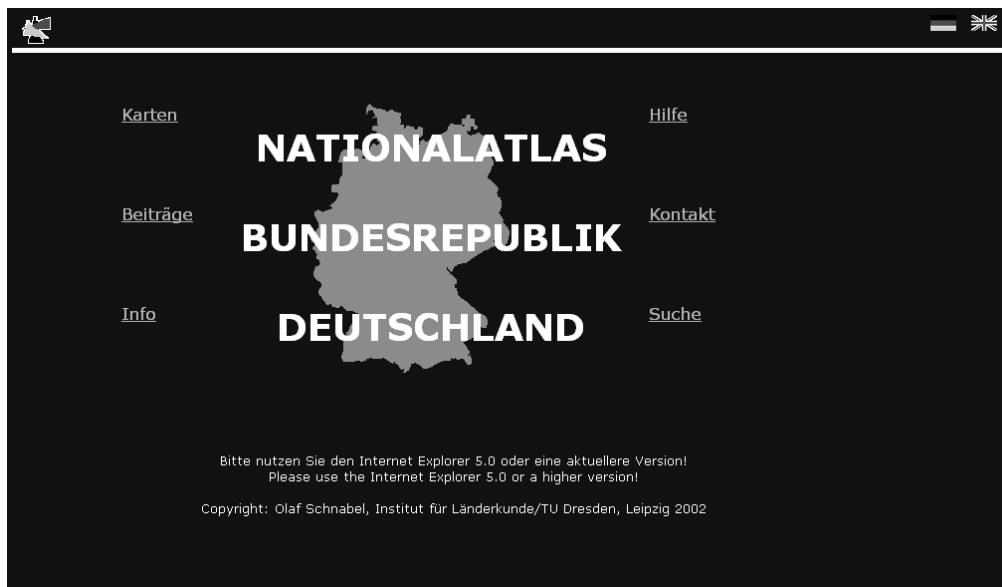 Karten
Hilfe
NATIONALATLAS
Beiträge
Kontakt
BUNDESREPUBLIK
Info
Suche
DEUTSCHLAND
Bitte nutzen Sie den Internet Explorer 5.0 oder eine aktuellere Version!
Please use the Internet Explorer 5.0 or a higher version!
Copyright: Olaf Schnabel, Institut für Länderkunde/TU Dresden, Leipzig 2002